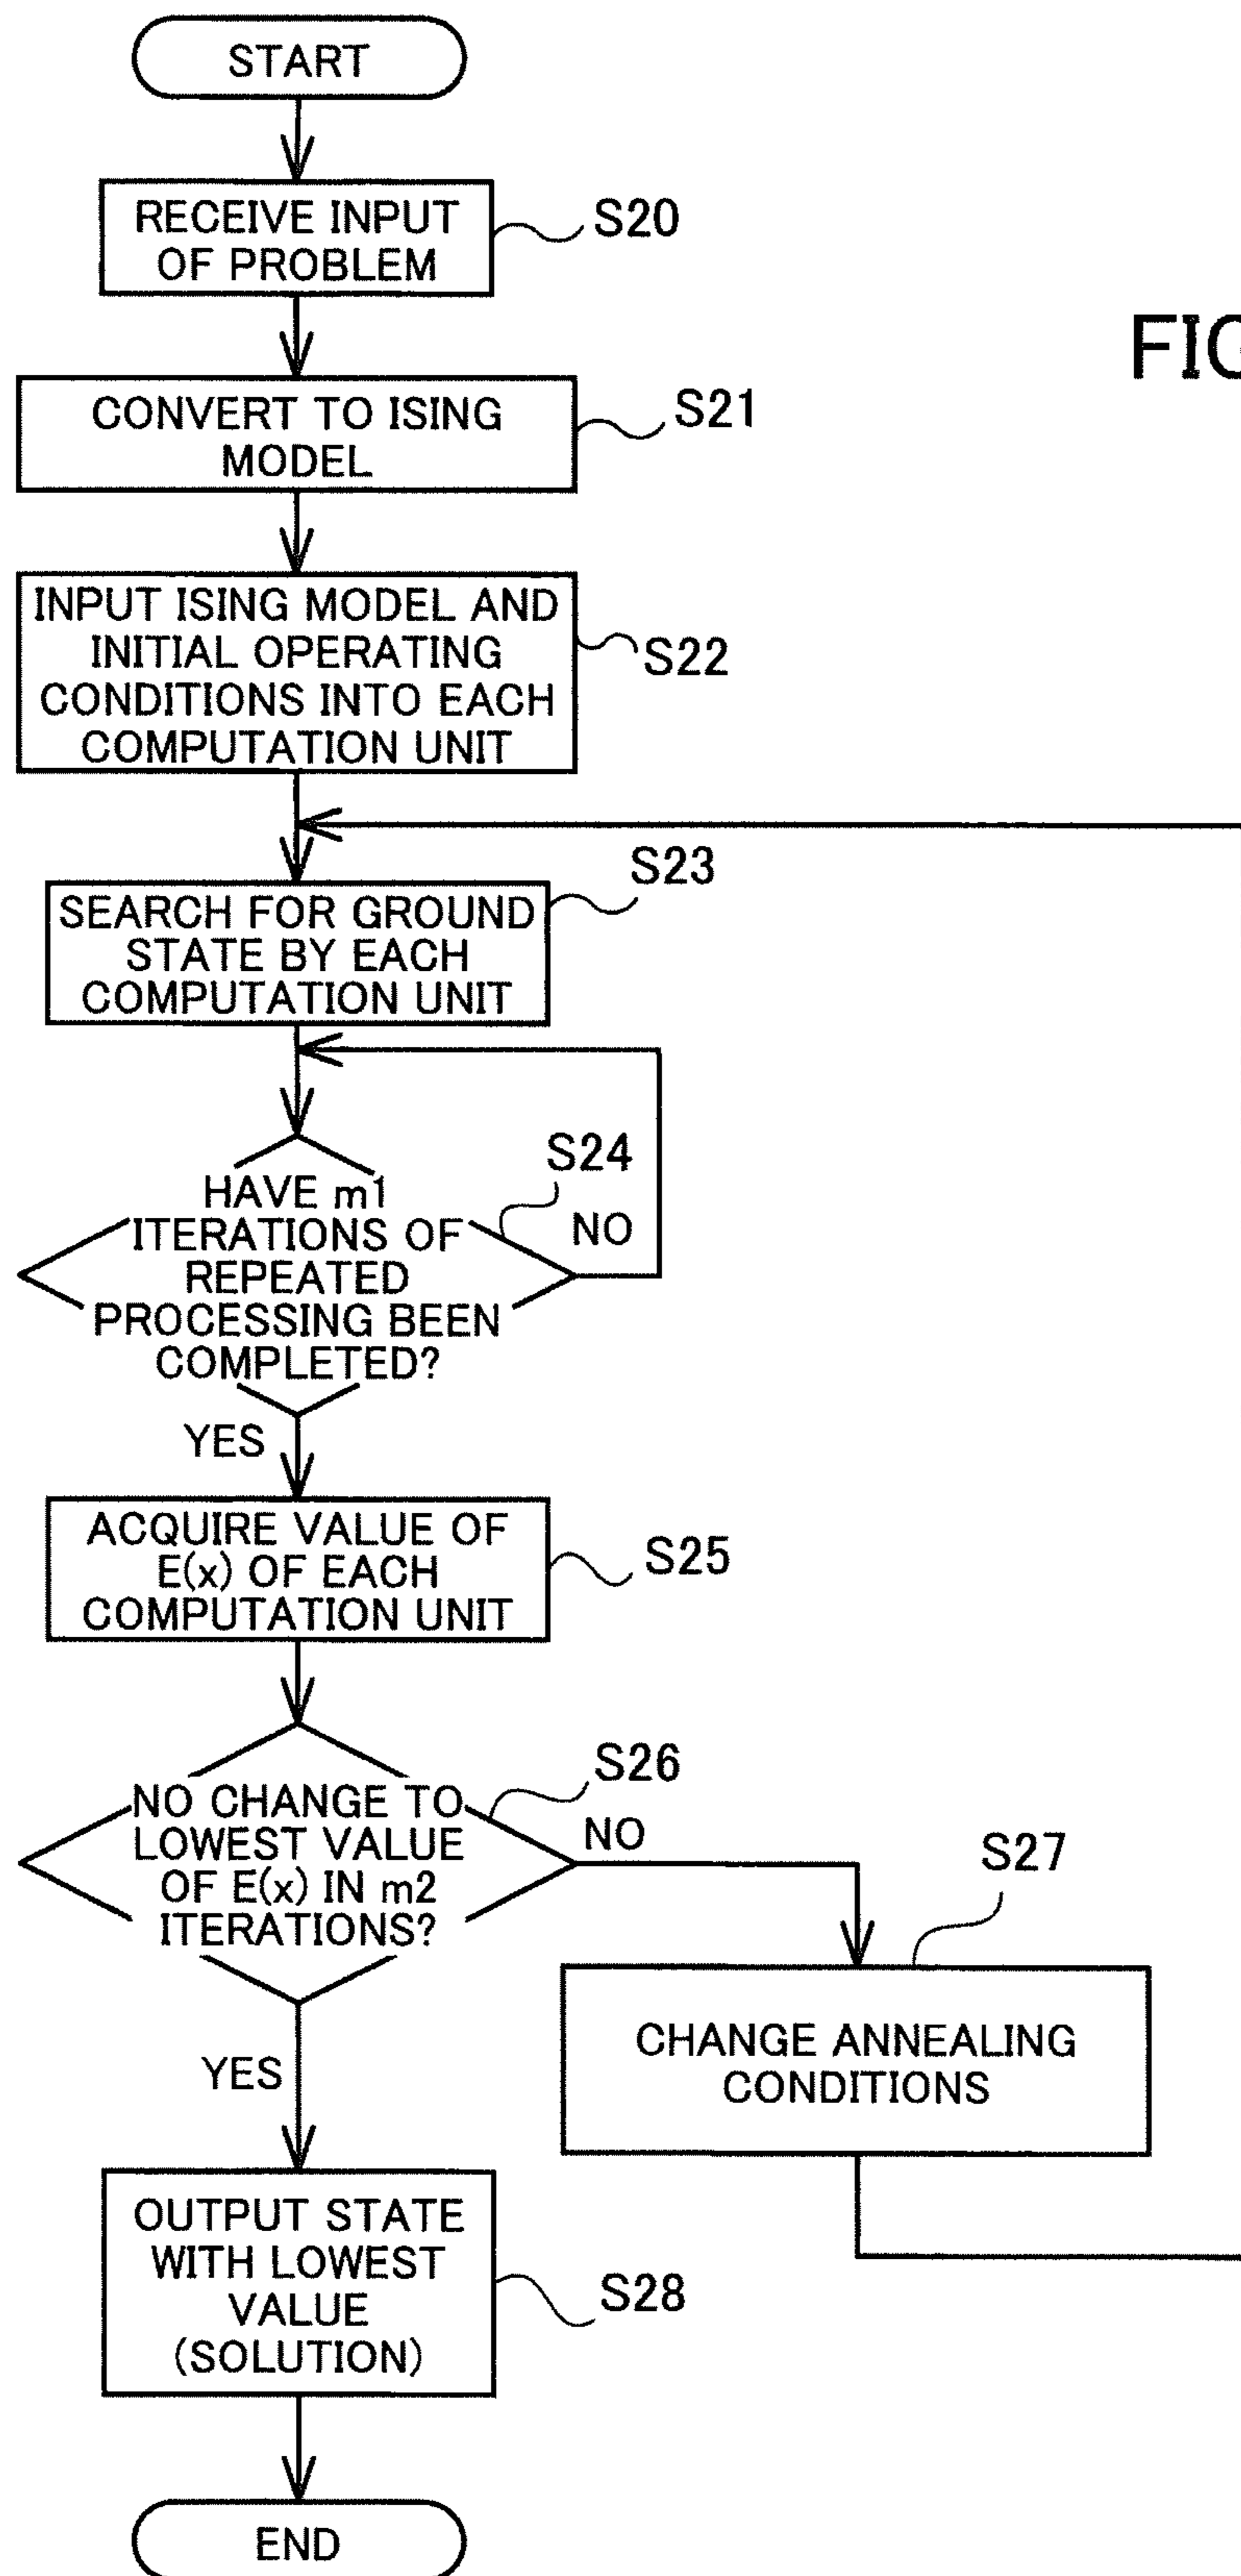 START
RECEIVE INPUT
OF PROBLEM
S20
FIG
CONVERT TO ISING
MODEL
S21
INPUT ISING MODEL AND
INITIAL OPERATING
CONDITIONS INTO EACH
COMPUTATION UNIT
S22
SEARCH FOR GROUND
STATE BY EACH
COMPUTATION UNIT
S23
HAVE m1
ITERATIONS OF
REPEATED
PROCESSING BEEN
COMPLETED?
S24
NO
YES
ACQUIRE VALUE OF
E(x) OF EACH
COMPUTATION UNIT
S25
NO CHANGE TO
LOWEST VALUE
OF E(x) IN m2
ITERATIONS?
S26
NO
S27
CHANGE ANNEALING
CONDITIONS
YES
OUTPUT STATE
WITH LOWEST
VALUE
(SOLUTION)
S28
END